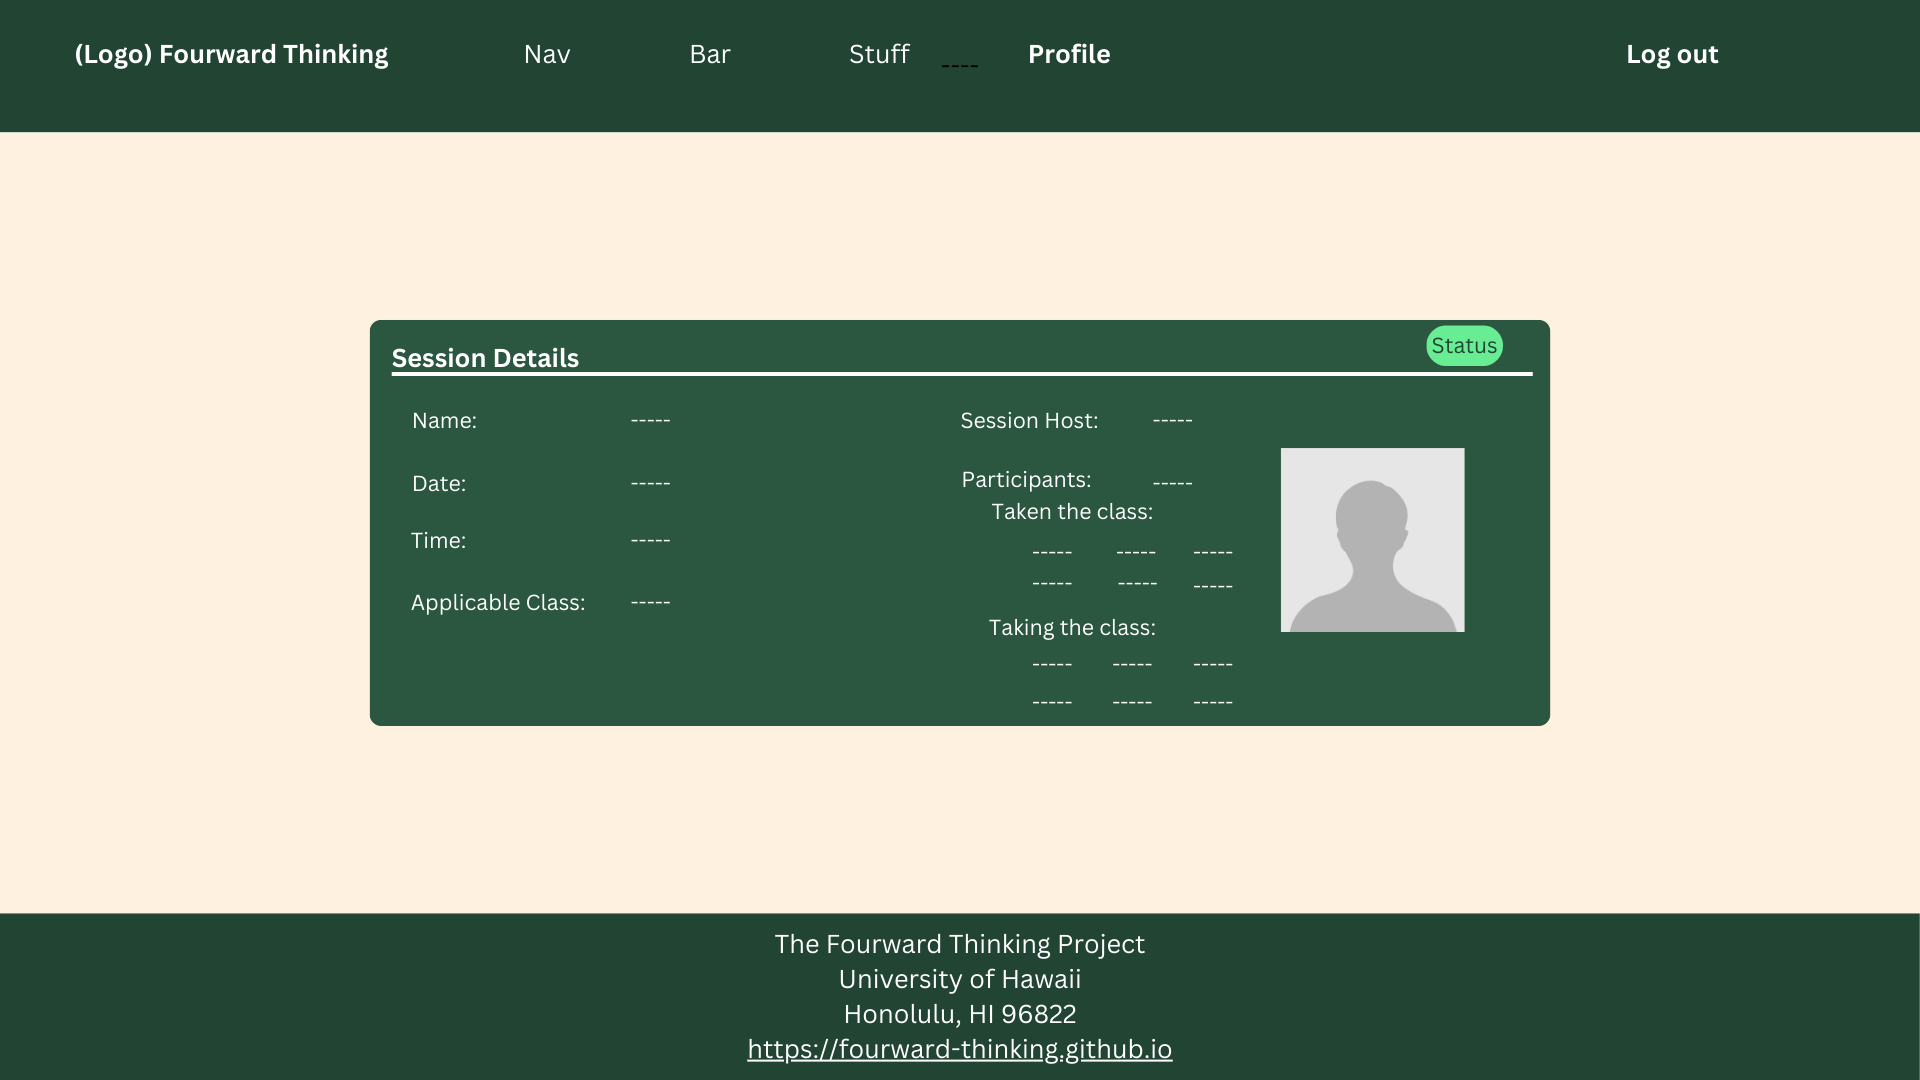 (Logo) Fourward Thinking Nav Bar Stuff ---- Profile Log out
Session Details Status
Name: -----
Date: -----
Time: -----
Applicable Class: -----
Session Host: -----
Participants: -----
Taken the class:
----- ----- -----
----- ----- -----
Taking the class:
----- ----- -----
----- ----- -----
The Fourward Thinking Project
University of Hawaii
Honolulu, HI 96822
https://fourward-thinking.github.io